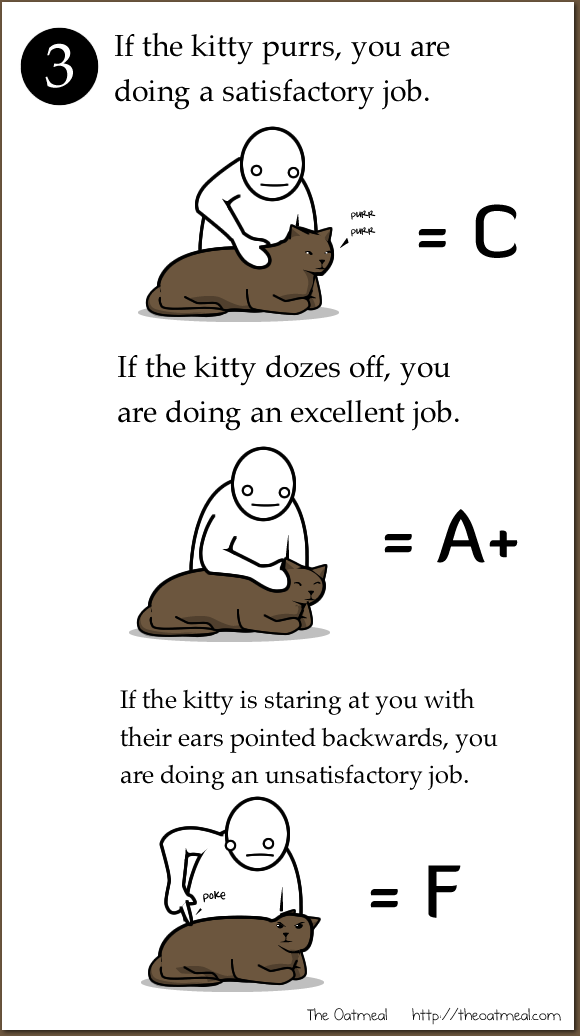 3
If the kitty purrs, you are
doing a satisfactory job.
purr
purr
= C
If the kitty dozes off, you
are doing an excellent job.
= A+
If the kitty is staring at you with
their ears pointed backwards, you
are doing an unsatisfactory job.
poke
= F
The Oatmeal http://theoatmeal.com